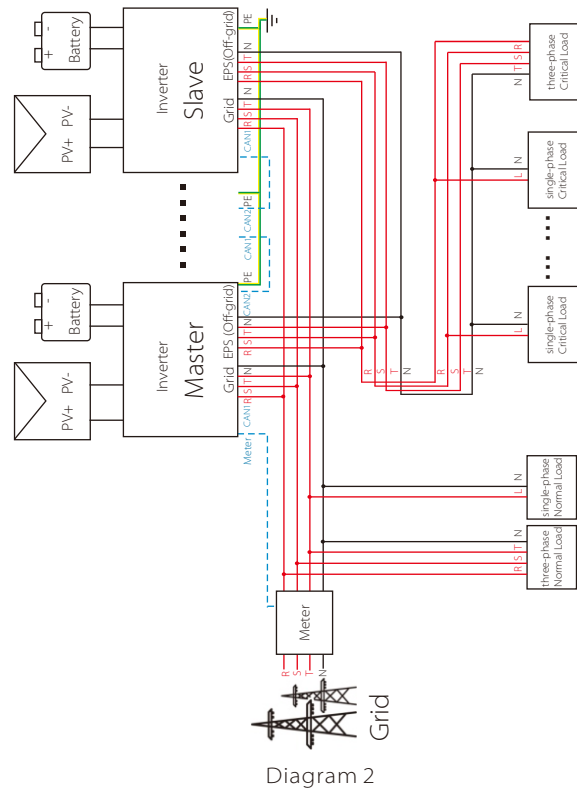 Battery
+
-
PV+
PV-
Inverter
Slave
Grid
R
S
T
N
EPS(Off-grid)
R
S
T
N
PE
CAN1
PE
CAN2
CAN1
Battery
+
-
PV+
PV-
Inverter
Master
Meter
CAN1
Grid
R
S
T
N
EPS (Off-grid)
R
S
T
N
CAN2
PE
R
S
T
N
R
S
T
N
three-phase
Critical Load
N
T
S
R
single-phase
Critical Load
L
N
single-phase
Critical Load
L
N
single-phase
Normal Load
L
N
three-phase
Normal Load
R
S
T
N
Meter
R
S
T
N
Grid
Diagram 2